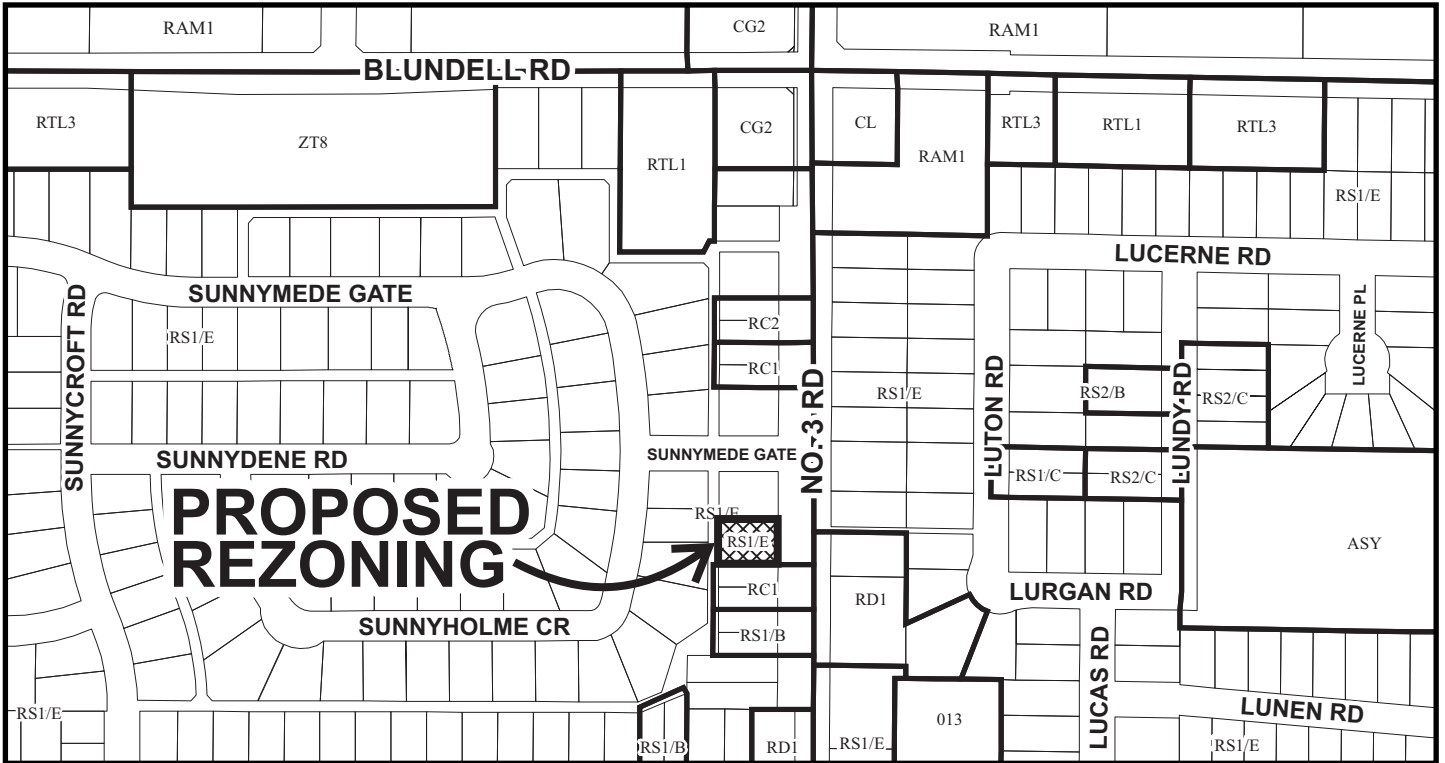 RAM1
CG2
RAM1
BLUNDELL RD
RTL3
ZT8
RTL1
CG2
CL
RAM1
RTL3
RTL1
RTL3
RS1/E
LUCERNE RD
SUNNYMEDE GATE
SUNNYCROFT RD
RS1/E
RC2
RC1
NO. 3 RD
RS1/E
LUTON RD
RS2/B
LUNDY RD
RS2/C
LUCERNE PL
SUNNYDENE RD
SUNNYMEDE GATE
RS1/C
RS2/C
PROPOSED
REZONING
RS1/E
RS1/E
RC1
RS1/B
RD1
ASY
LURGAN RD
SUNNYHOLME CR
LUCAS RD
RS1/E
RS1/B
RD1
RS1/E
013
LUNEN RD
RS1/E